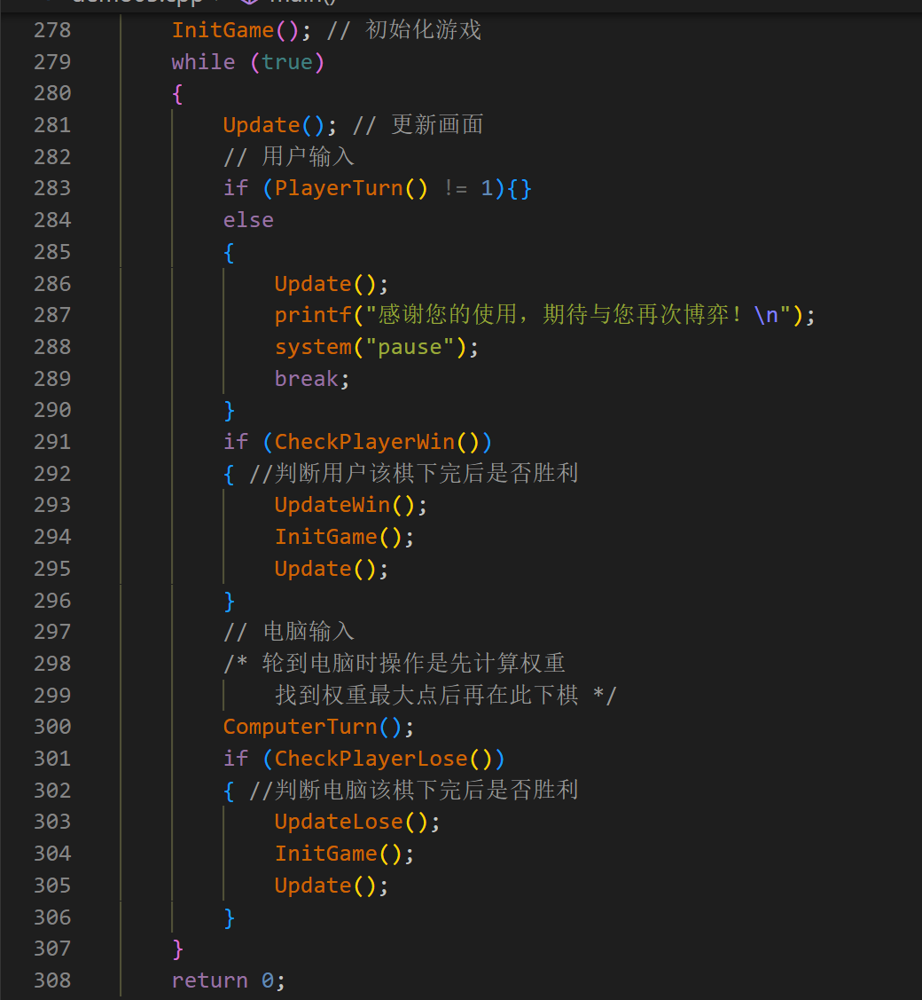 main()
278 InitGame(); // 初始化游戏
279 while (true)
280 {
281 Update(); // 更新画面
282 // 用户输入
283 if (PlayerTurn() != 1){}
284 else
285 {
286 Update();
287 printf("感谢您的使用，期待与您再次博弈！\n");
288 system("pause");
289 break;
290 }
291 if (CheckPlayerWin())
292 { //判断用户该棋下完后是否胜利
293 UpdateWin();
294 InitGame();
295 Update();
296 }
297 // 电脑输入
298 /* 轮到电脑时操作是先计算权重
299 找到权重最大点后再在此下棋 */
300 ComputerTurn();
301 if (CheckPlayerLose())
302 { //判断电脑该棋下完后是否胜利
303 UpdateLose();
304 InitGame();
305 Update();
306 }
307 }
308 return 0;